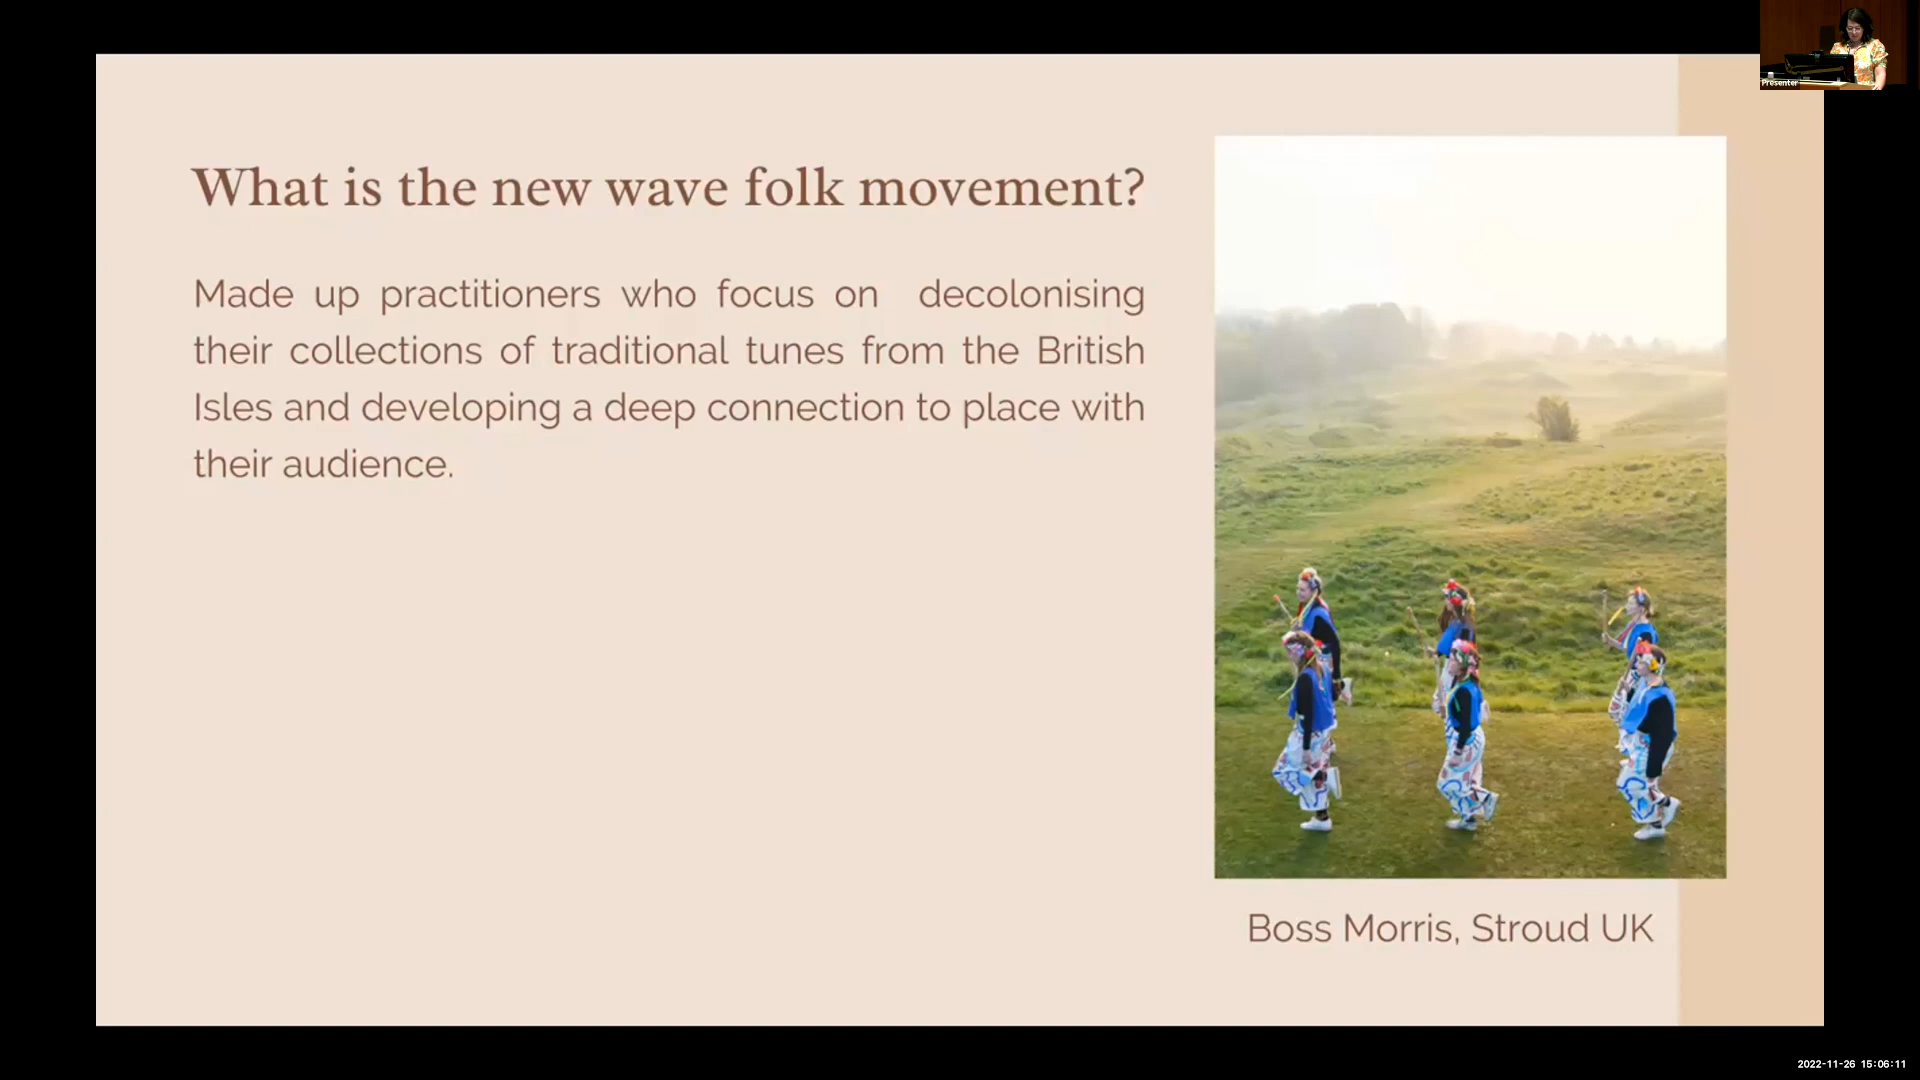 Presenter
What is the new wave folk movement?
Made up practitioners who focus on decolonising
their collections of traditional tunes from the British
Isles and developing a deep connection to place with
their audience.
Boss Morris, Stroud UK
2022-11-26 15:06:11